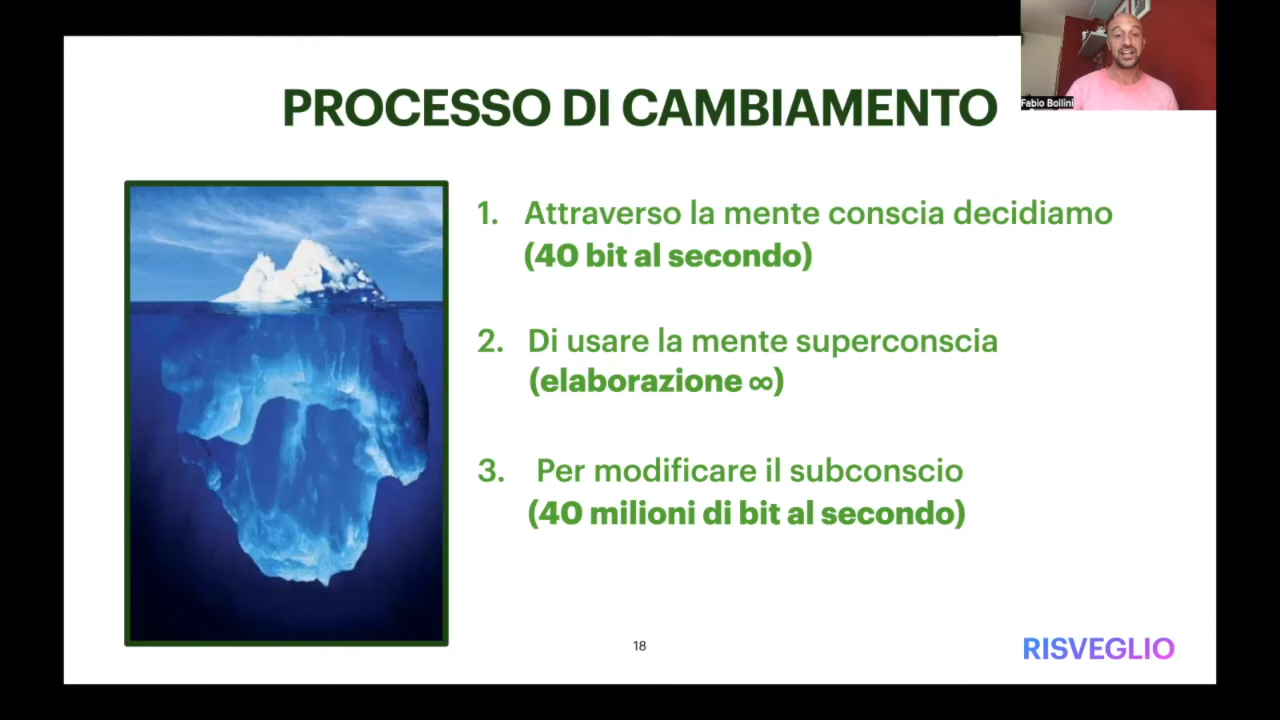 PROCESSO DI CAMBIAMENTO
Fabio Bollini
1. Attraverso la mente conscia decidiamo
(40 bit al secondo)
2. Di usare la mente superconscia
(elaborazione ∞)
3. Per modificare il subconscio
(40 milioni di bit al secondo)
18
RISVEGLIO